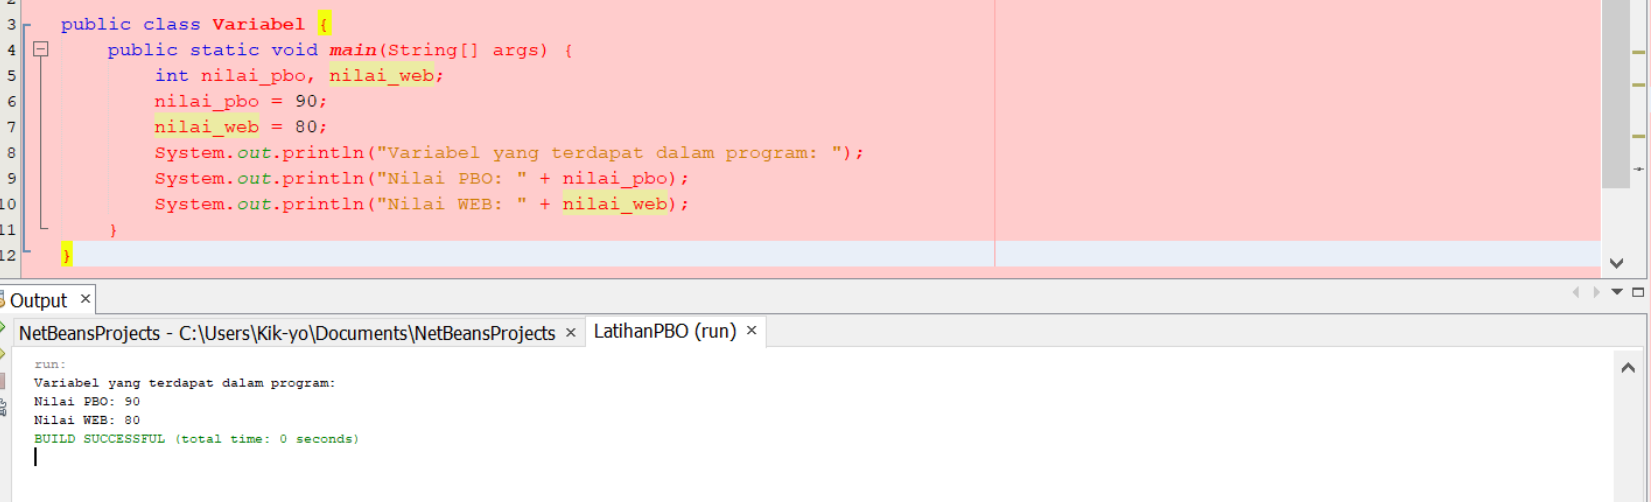 3 public class Variabel {
4 public static void main(String[] args) {
5 int nilai_pbo, nilai_web;
6 nilai_pbo = 90;
7 nilai_web = 80;
8 System.out.println("Variabel yang terdapat dalam program: ");
9 System.out.println("Nilai PBO: " + nilai_pbo);
10 System.out.println("Nilai WEB: " + nilai_web);
11 }
12 }
Output ×
NetBeansProjects - C:\Users\Kik-yo\Documents\NetBeansProjects × LatihanPBO (run) ×
run:
Variabel yang terdapat dalam program:
Nilai PBO: 90
Nilai WEB: 80
BUILD SUCCESSFUL (total time: 0 seconds)